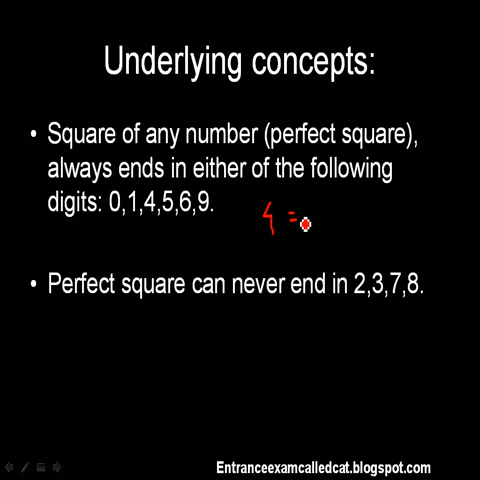 Underlying concepts:
• Square of any number (perfect square),
always ends in either of the following
digits: 0,1,4,5,6,9.
4 =
• Perfect square can never end in 2,3,7,8.
Entranceexamcalledcat.blogspot.com